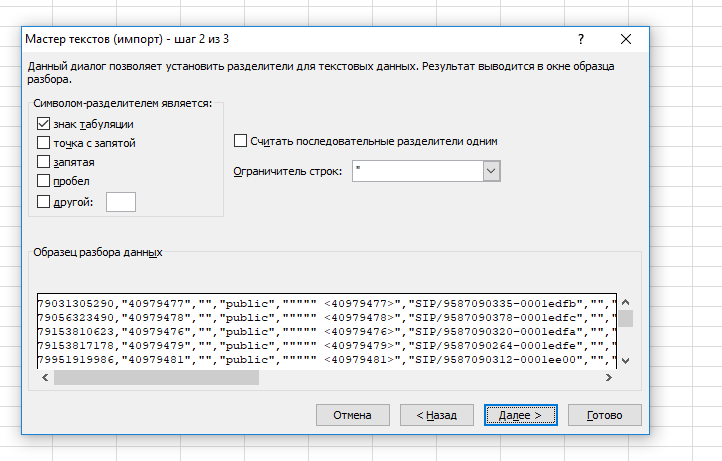 Мастер текстов (импорт) - шаг 2 из 3
Данный диалог позволяет установить разделители для текстовых данных. Результат выводится в окне образца
разбора.
Символом-разделителем является:
знак табуляции
точка с запятой
Считать последовательные разделители одним
запятая
Ограничитель строк: "
пробел
другой:
Образец разбора данных
79031305290,"40979477","","public",""""" <40979477>","SIP/9587090335-0001edfb","","
79056323490,"40979478","","public",""""" <40979478>","SIP/9587090378-0001edfc","","
79153810623,"40979476","","public",""""" <40979476>","SIP/9587090320-0001edfa","","
79153817178,"40979479","","public",""""" <40979479>","SIP/9587090264-0001edfe","","
79951919986,"40979481","","public",""""" <40979481>","SIP/9587090312-0001ee00","","
Отмена
< Назад
Далее >
Готово